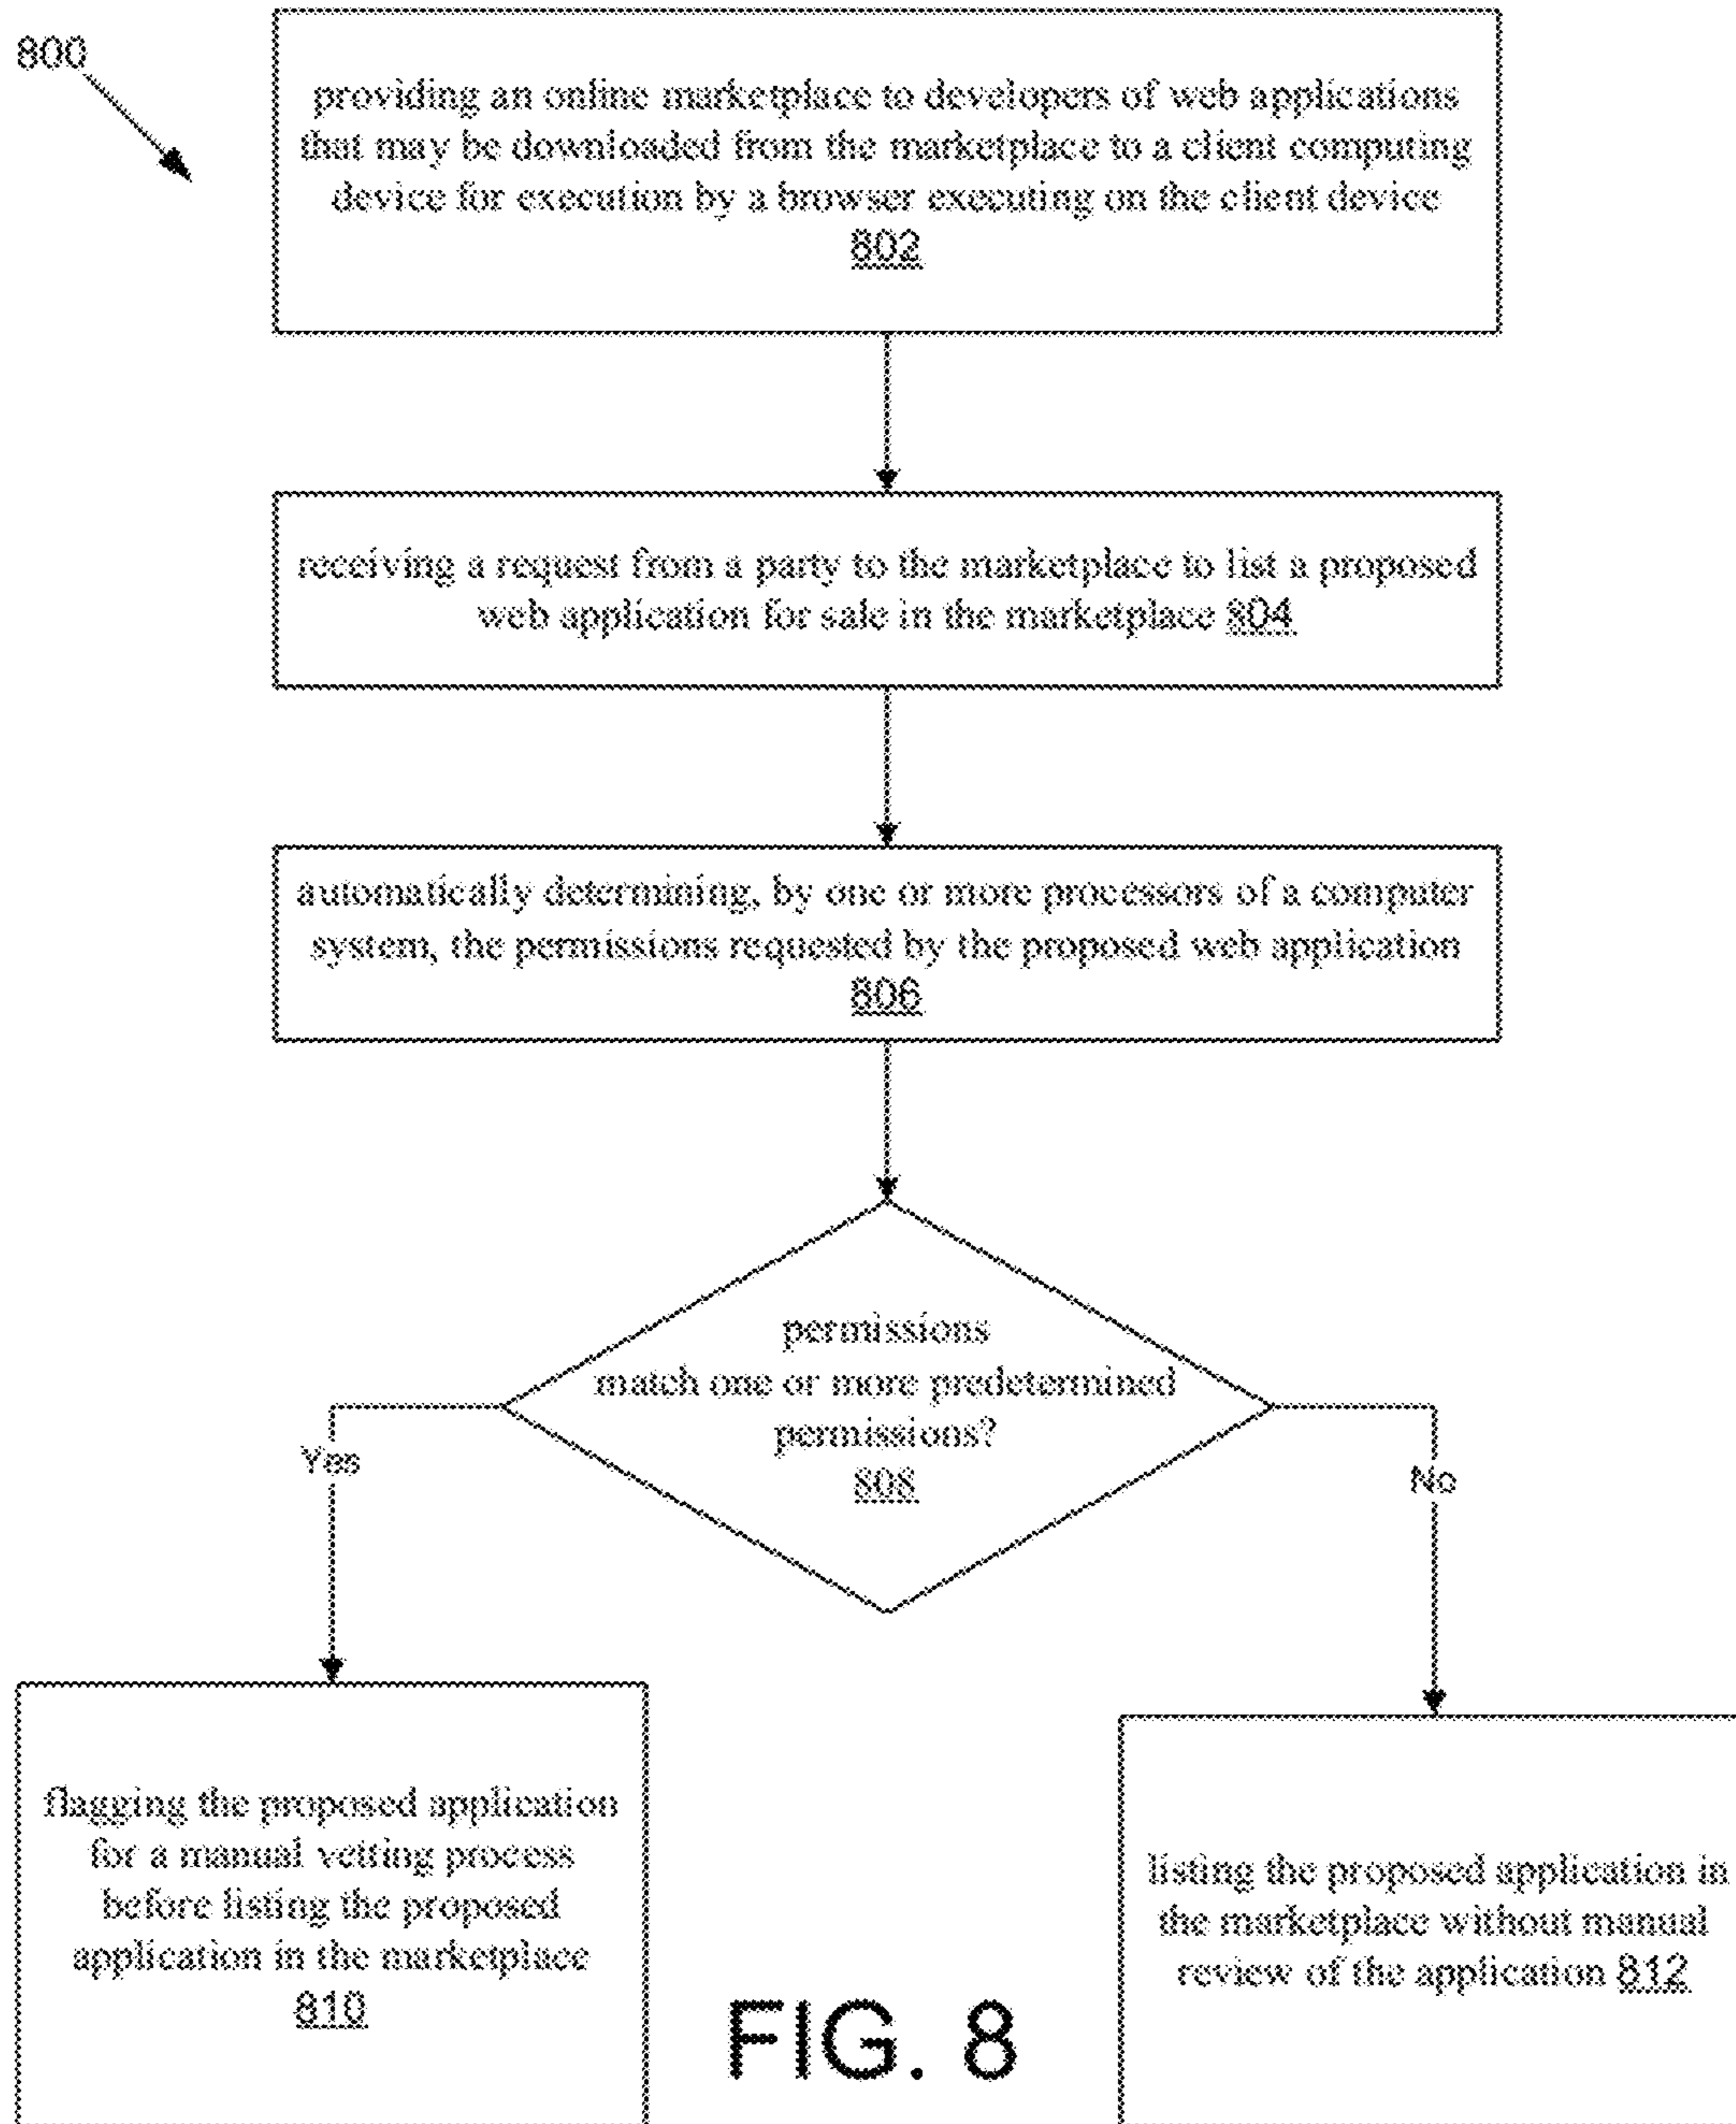 800
providing an online marketplace to developers of web applications
that may be downloaded from the marketplace to a client computing
device for execution by a browser executing on the client device
802
receiving a request from a party to the marketplace to list a proposed
web application for sale in the marketplace 804
automatically determining, by one or more processors of a computer
system, the permissions requested by the proposed web application
806
permissions
match one or more predetermined
permissions?
808
Yes
No
flagging the proposed application
for a manual vetting process
before listing the proposed
application in the marketplace
810
listing the proposed application in
the marketplace without manual
review of the application 812
FIG. 8